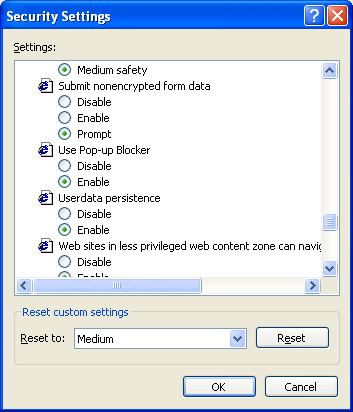 Security Settings
Settings:
Medium safety
Submit nonencrypted form data
Disable
Enable
Prompt
Use Pop-up Blocker
Disable
Enable
Userdata persistence
Disable
Enable
Web sites in less privileged web content zone can navig
Disable
Enable
Reset custom settings
Reset to: Medium Reset
OK Cancel